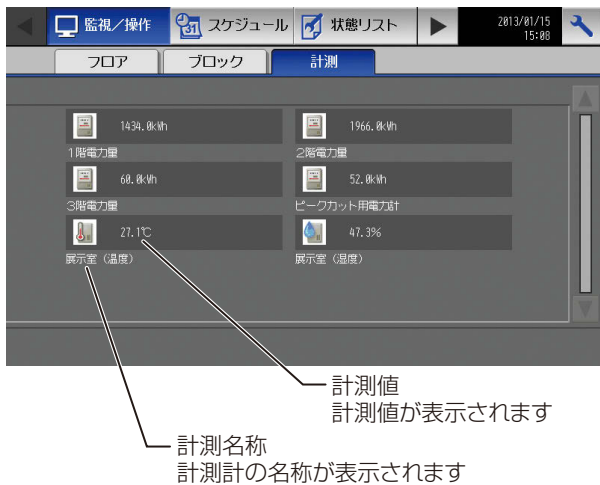 監視／操作 スケジュール 状態リスト 2013/01/15
15:08
フロア ブロック 計測
1434.0kWh 1966.0kWh
1階電力量 2階電力量
60.0kWh 52.0kWh
3階電力量 ピークカット用電力計
27.1℃ 47.3%
展示室（温度） 展示室（湿度）
計測値
計測値が表示されます
計測名称
計測計の名称が表示されます